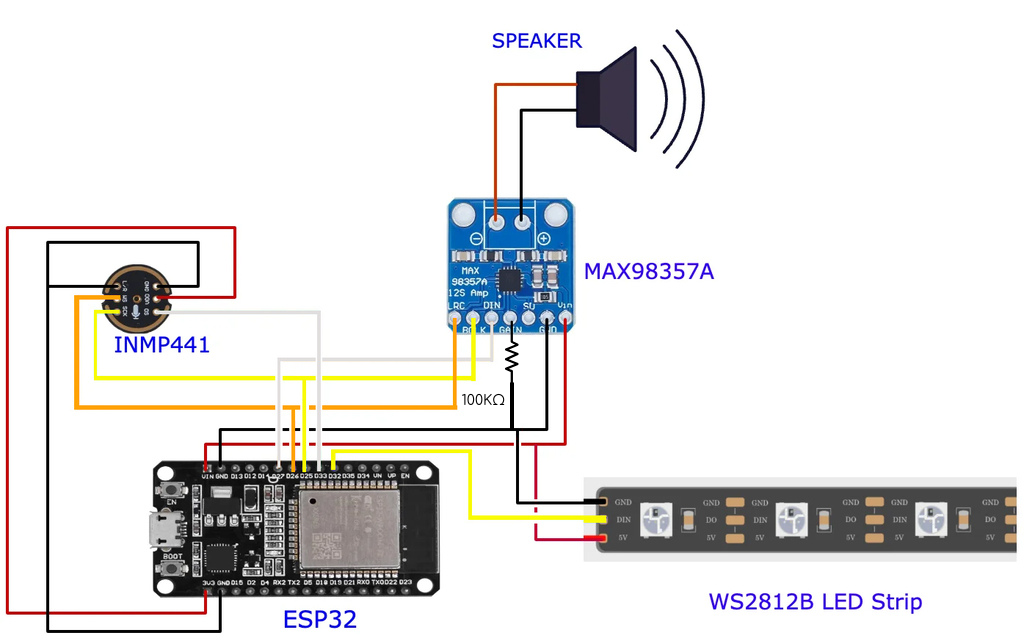 SPEAKER
MAX98357A
MAX
98357A
I2S Amp
LRC DIN SD Vin
BCLK GAIN GND
L/R
WS
SCK
GND
VDD
SD
INMP441
100KΩ
VIN GND D13 D12 D14 D27 D26 D25 D33 D32 D35 D34 VN VP EN
EN
BOOT
3V3 GND D15 D2 D4 RX2 TX2 D5 D18 D19 D21 RX0 TX0 D22 D23
ESP32
GND GND GND GND GND
DIN DO DIN DO DIN DO
5V 5V 5V 5V 5V 5V
WS2812B LED Strip